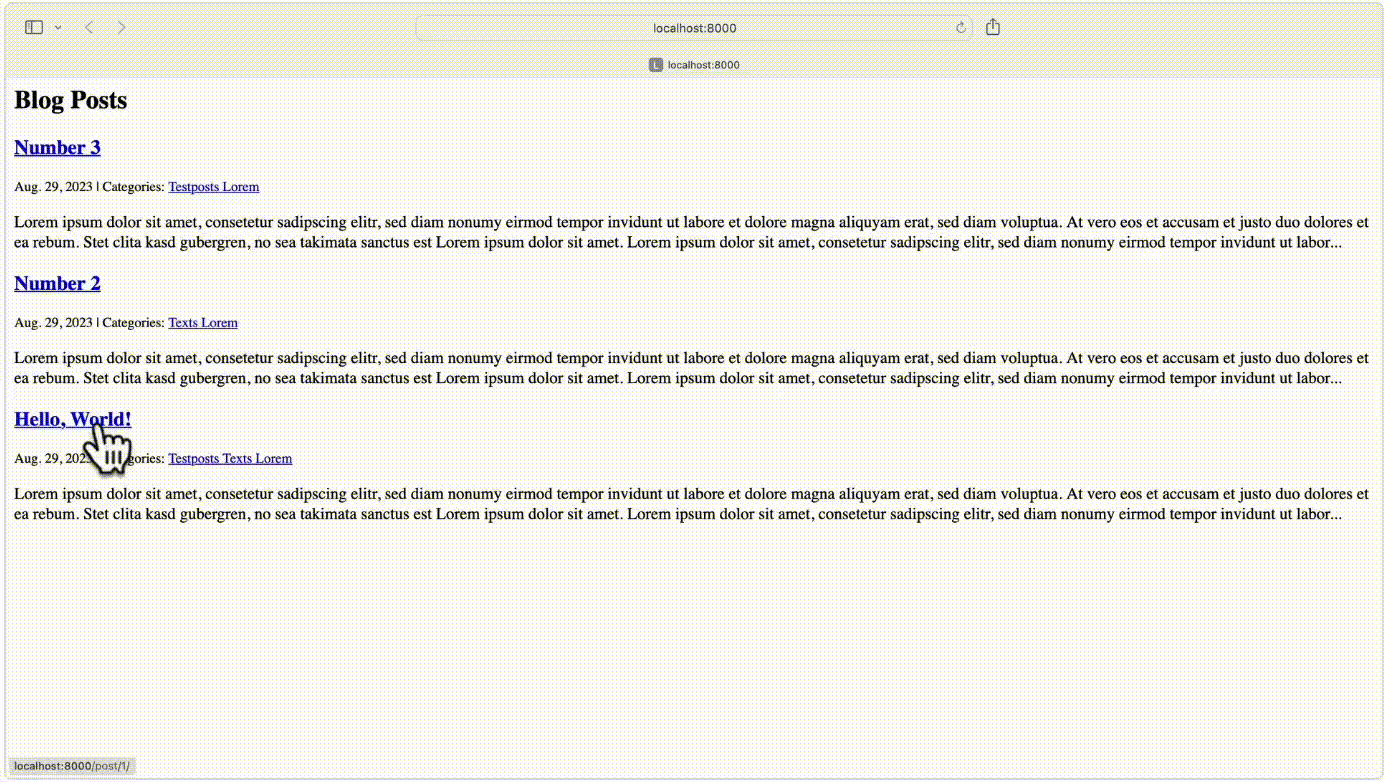 localhost:8000
L localhost:8000
Blog Posts
Number 3
Aug. 29, 2023 | Categories: Testposts Lorem
Lorem ipsum dolor sit amet, consetetur sadipscing elitr, sed diam nonumy eirmod tempor invidunt ut labore et dolore magna aliquyam erat, sed diam voluptua. At vero eos et accusam et justo duo dolores et
ea rebum. Stet clita kasd gubergren, no sea takimata sanctus est Lorem ipsum dolor sit amet. Lorem ipsum dolor sit amet, consetetur sadipscing elitr, sed diam nonumy eirmod tempor invidunt ut labor...
Number 2
Aug. 29, 2023 | Categories: Texts Lorem
Lorem ipsum dolor sit amet, consetetur sadipscing elitr, sed diam nonumy eirmod tempor invidunt ut labore et dolore magna aliquyam erat, sed diam voluptua. At vero eos et accusam et justo duo dolores et
ea rebum. Stet clita kasd gubergren, no sea takimata sanctus est Lorem ipsum dolor sit amet. Lorem ipsum dolor sit amet, consetetur sadipscing elitr, sed diam nonumy eirmod tempor invidunt ut labor...
Hello, World!
Aug. 29, 202 gories: Testposts Texts Lorem
Lorem ipsum dolor sit amet, consetetur sadipscing elitr, sed diam nonumy eirmod tempor invidunt ut labore et dolore magna aliquyam erat, sed diam voluptua. At vero eos et accusam et justo duo dolores et
ea rebum. Stet clita kasd gubergren, no sea takimata sanctus est Lorem ipsum dolor sit amet. Lorem ipsum dolor sit amet, consetetur sadipscing elitr, sed diam nonumy eirmod tempor invidunt ut labor...
localhost:8000/post/1/